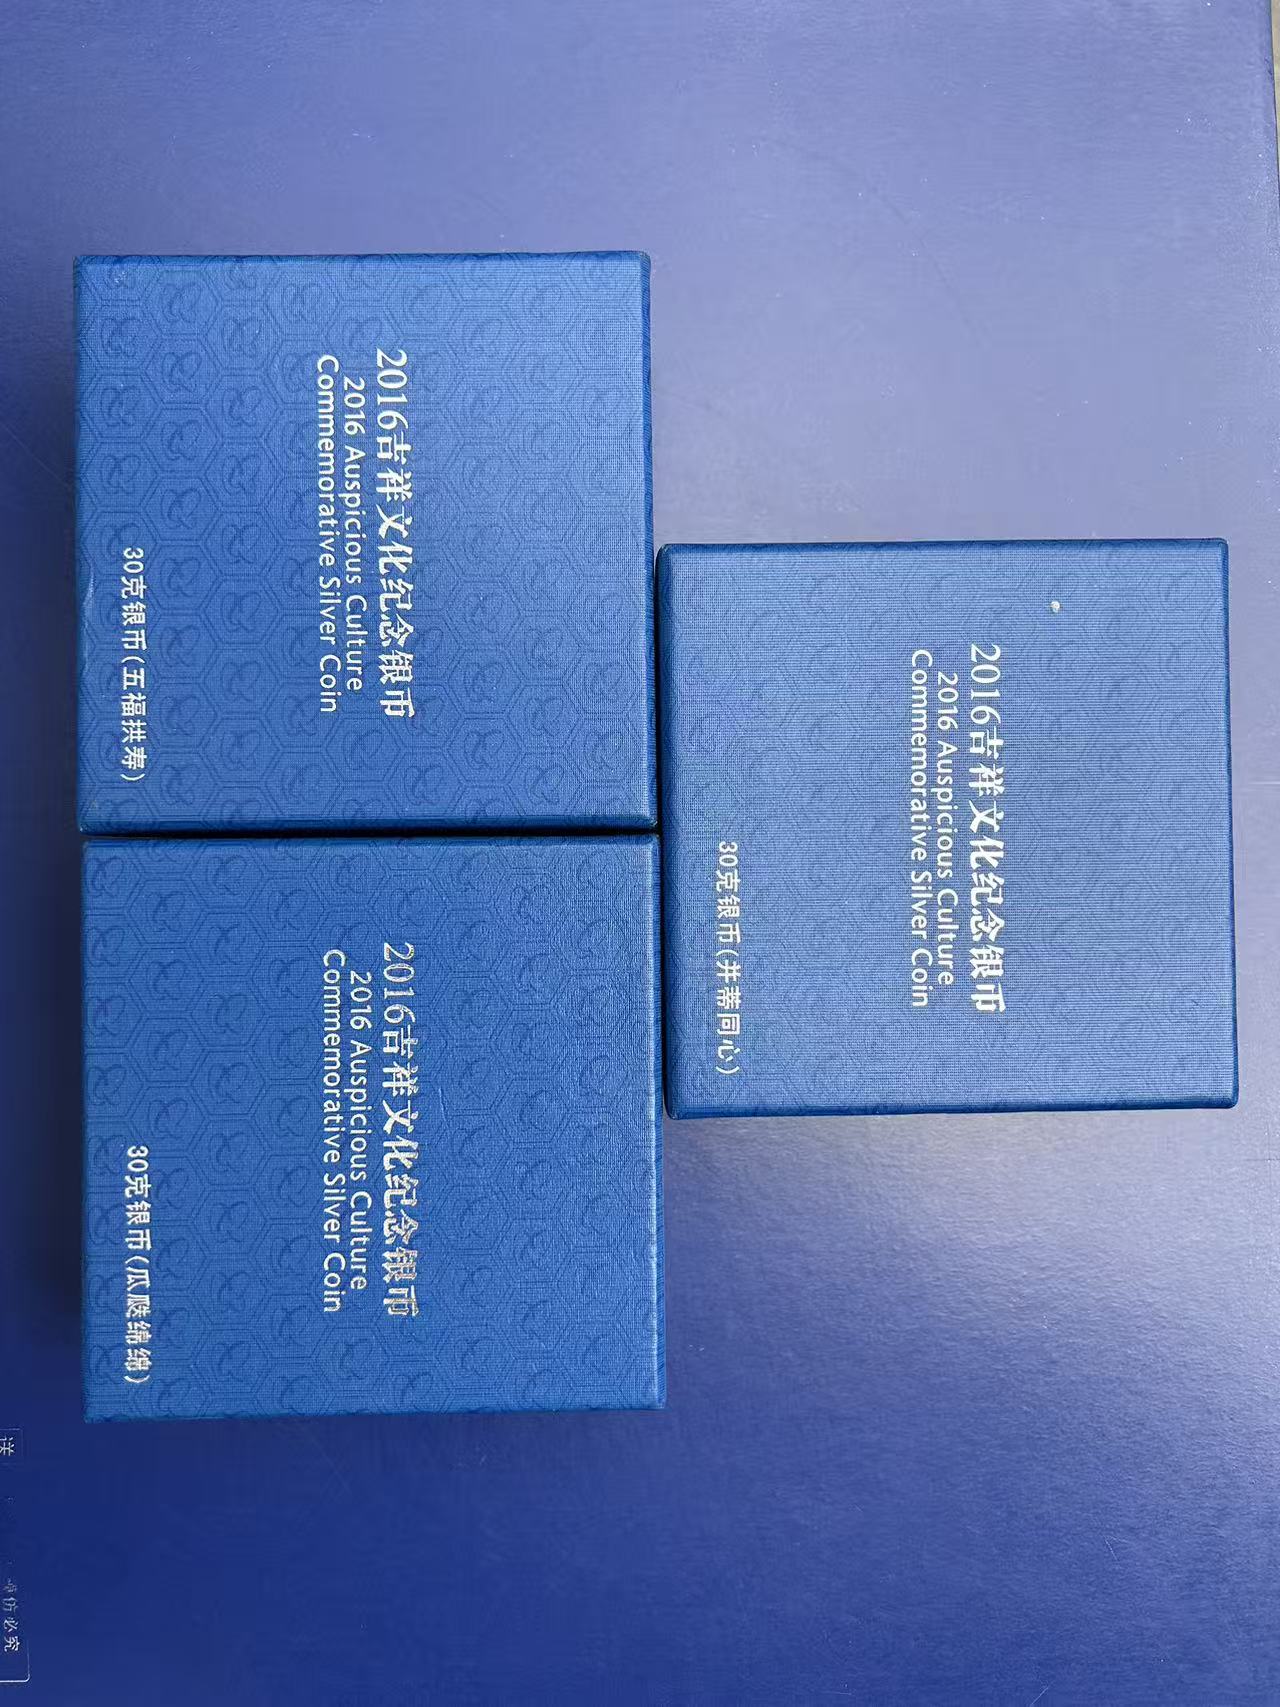 2016吉祥文化纪念银币
2016 Auspicious Culture
Commemorative Silver Coin
30克银币(五福拱寿)
2016吉祥文化纪念银币
2016 Auspicious Culture
Commemorative Silver Coin
30克银币(并蒂同心)
2016吉祥文化纪念银币
2016 Auspicious Culture
Commemorative Silver Coin
30克银币(瓜瓞绵绵)
送
仿必究